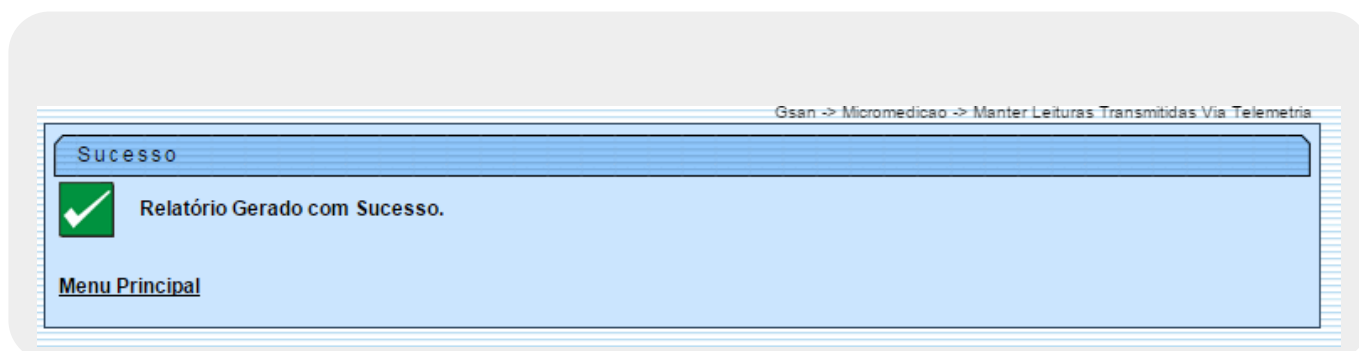 Gsan -> Micromedicao -> Manter Leituras Transmitidas Via Telemetria
Sucesso
Relatório Gerado com Sucesso.
Menu Principal